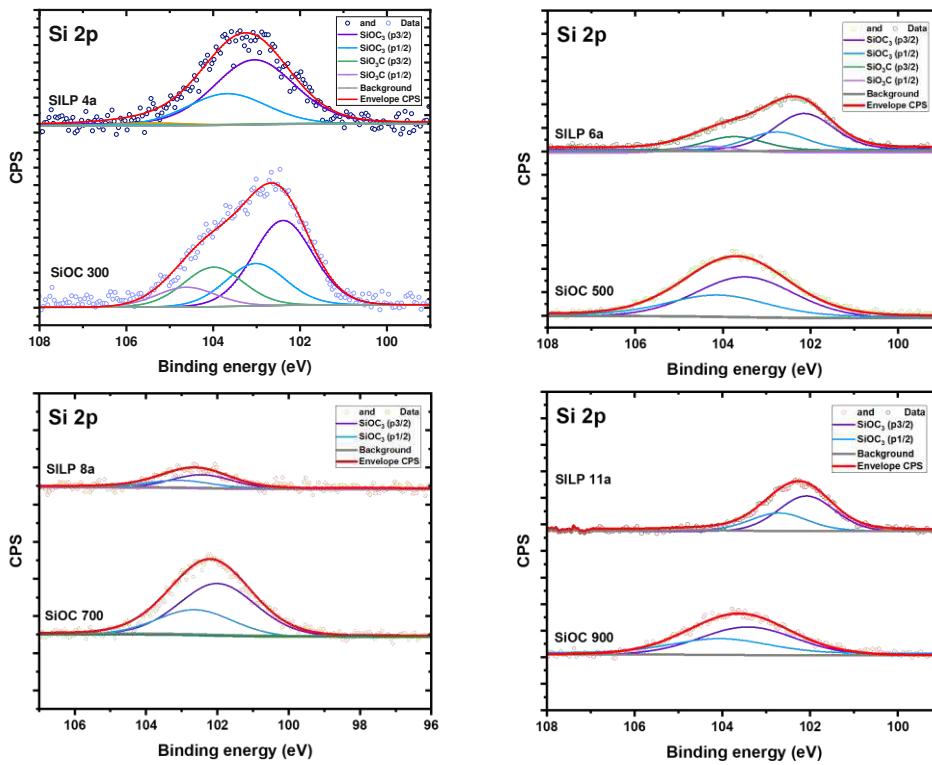 Si 2p
and Data
SiOC₃ (p3/2)
SiOC₃ (p1/2)
SiO₃C (p3/2)
SiO₃C (p1/2)
Background
Envelope CPS
SILP 4a
SiOC 300
CPS
108 106 104 102 100
Binding energy (eV)
Si 2p
and Data
SiOC₃ (p3/2)
SiOC₃ (p1/2)
SiO₃C (p3/2)
SiO₃C (p1/2)
Background
Envelope CPS
SILP 6a
SiOC 500
CPS
108 106 104 102 100
Binding energy (eV)
Si 2p
and Data
SiOC₃ (p3/2)
SiOC₃ (p1/2)
Background
Envelope CPS
SILP 8a
SiOC 700
CPS
106 104 102 100 98 96
Binding energy (eV)
Si 2p
and Data
SiOC₃ (p3/2)
SiOC₃ (p1/2)
Background
Envelope CPS
SILP 11a
SiOC 900
CPS
108 106 104 102 100
Binding energy (eV)